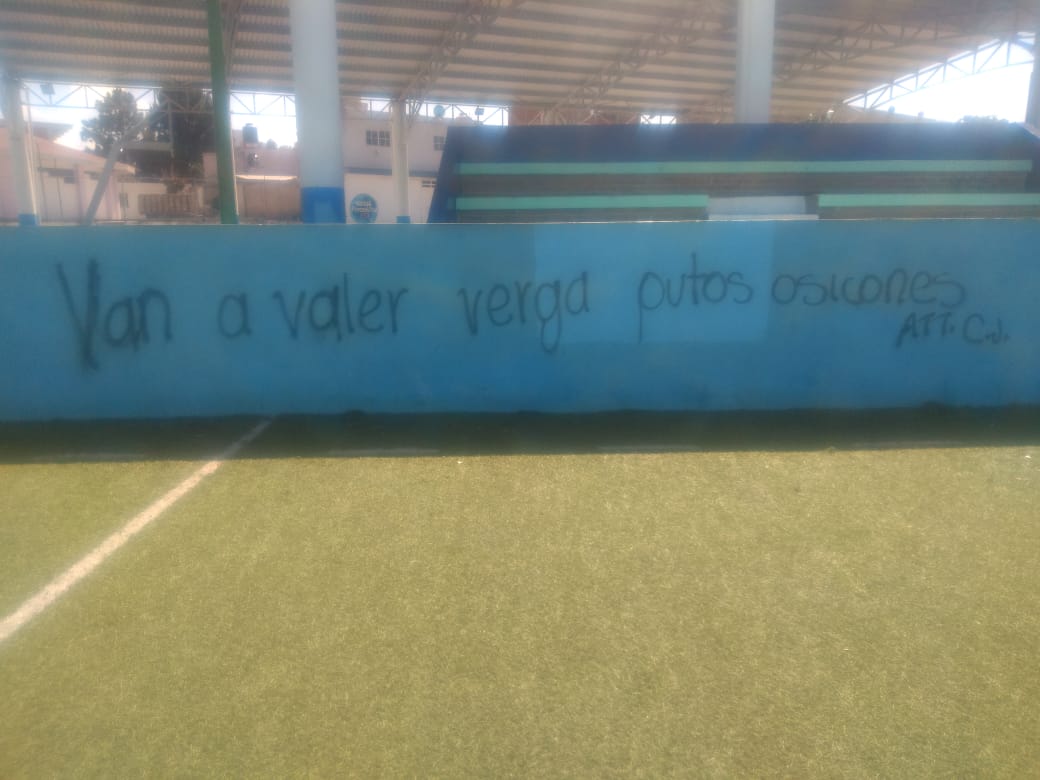 Van a valer verga putos osicones
ATT. C.J.